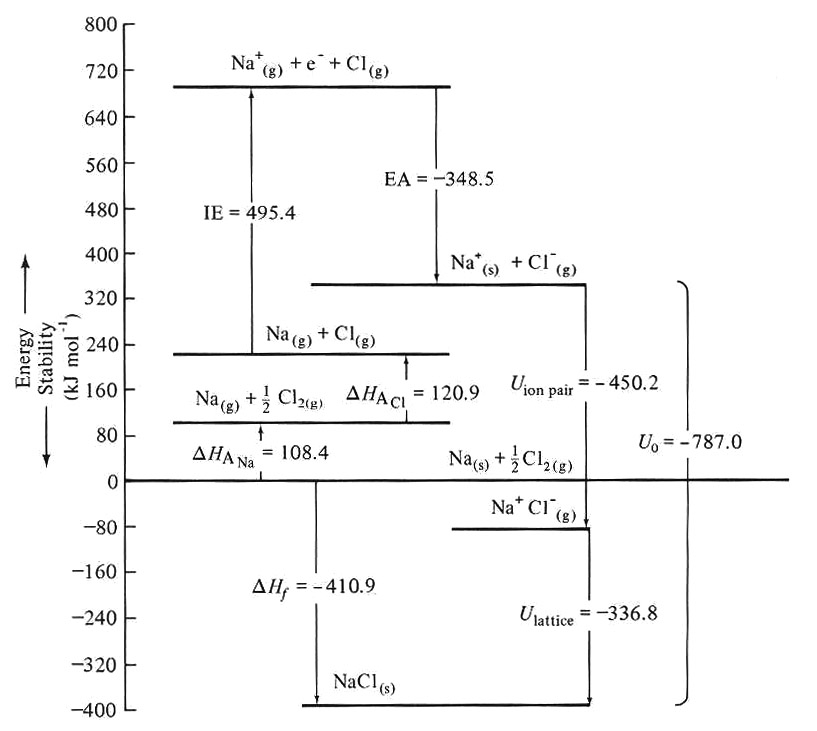 800
Na⁺(g) + e⁻ + Cl(g)
720
640
560
EA = −348.5
480
IE = 495.4
400
Na⁺(s) + Cl⁻(g)
320
Na(g) + Cl(g)
240
Energy
Stability
(kJ mol⁻¹)
160
Na(g) + ½ Cl₂(g)
ΔHA Cl = 120.9
Uion pair = −450.2
80
ΔHA Na = 108.4
Na(s) + ½ Cl₂(g)
U₀ = −787.0
0
Na⁺ Cl⁻(g)
−80
−160
ΔHf = −410.9
−240
Ulattice = −336.8
−320
NaCl(s)
−400